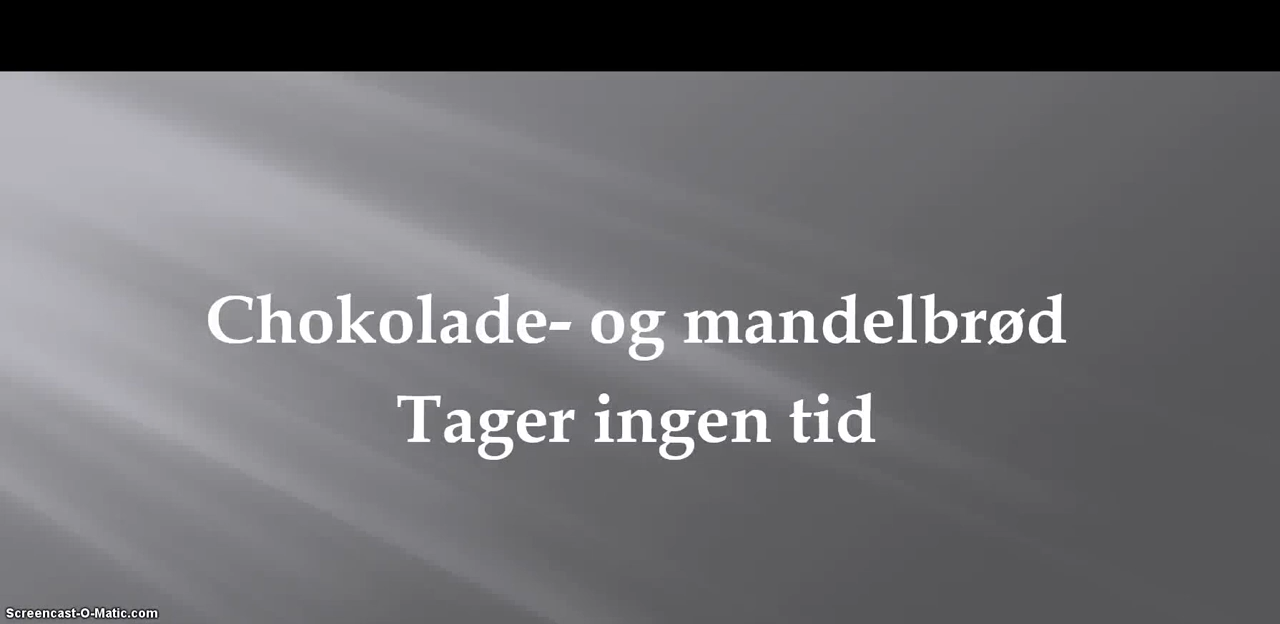 Chokolade- og mandelbrød
Tager ingen tid
Screencast-O-Matic.com